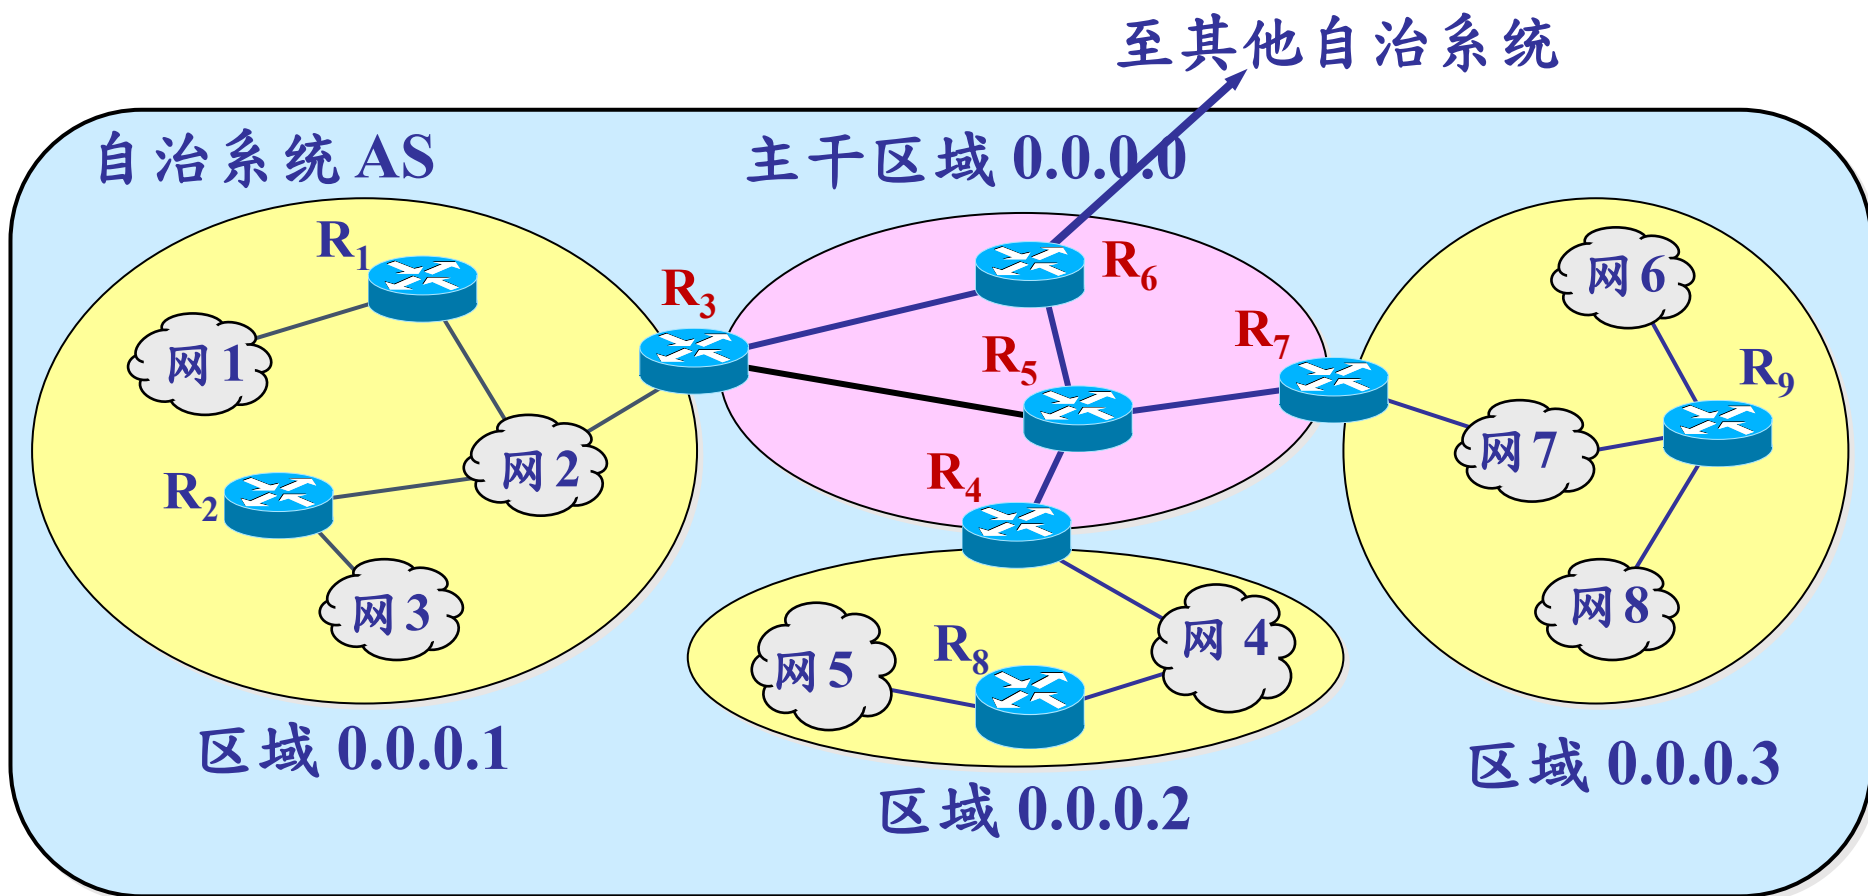 至其他自治系统
自治系统 AS
主干区域 0.0.0.0
R1
R3
R6
R7
R5
R9
R4
R2
R8
网1
网2
网3
网6
网7
网8
网5
网 4
区域 0.0.0.1
区域 0.0.0.2
区域 0.0.0.3